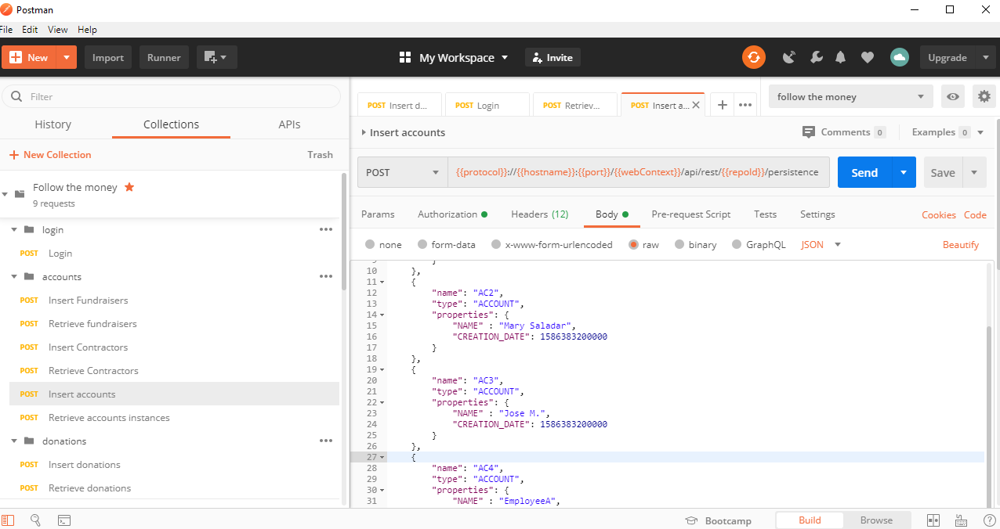 Postman
File Edit View Help
New Import Runner My Workspace Invite Upgrade
Filter
History Collections APIs
New Collection Trash
Follow the money
9 requests
login
POST Login
accounts
POST Insert Fundraisers
POST Retrieve fundraisers
POST Insert Contractors
POST Retrieve Contractors
POST Insert accounts
POST Retrieve accounts instances
donations
POST Insert donations
POST Retrieve donations
POST Insert d... POST Login POST Retriev... POST Insert a... follow the money
Insert accounts Comments 0 Examples 0
POST {{protocol}}://{{hostname}}:{{port}}/{{webContext}}/api/rest/{{repoId}}/persistence Send Save
Params Authorization Headers (12) Body Pre-request Script Tests Settings Cookies Code
none form-data x-www-form-urlencoded raw binary GraphQL JSON Beautify
9 }
10 },
11 {
12 "name": "AC2",
13 "type": "ACCOUNT",
14 "properties": {
15 "NAME" : "Mary Saladar",
16 "CREATION_DATE": 1586383200000
17 }
18 },
19 {
20 "name": "AC3",
21 "type": "ACCOUNT",
22 "properties": {
23 "NAME" : "Jose M.",
24 "CREATION_DATE": 1586383200000
25 }
26 },
27 {
28 "name": "AC4",
29 "type": "ACCOUNT",
30 "properties": {
31 "NAME" : "EmployeeA",
Bootcamp Build Browse